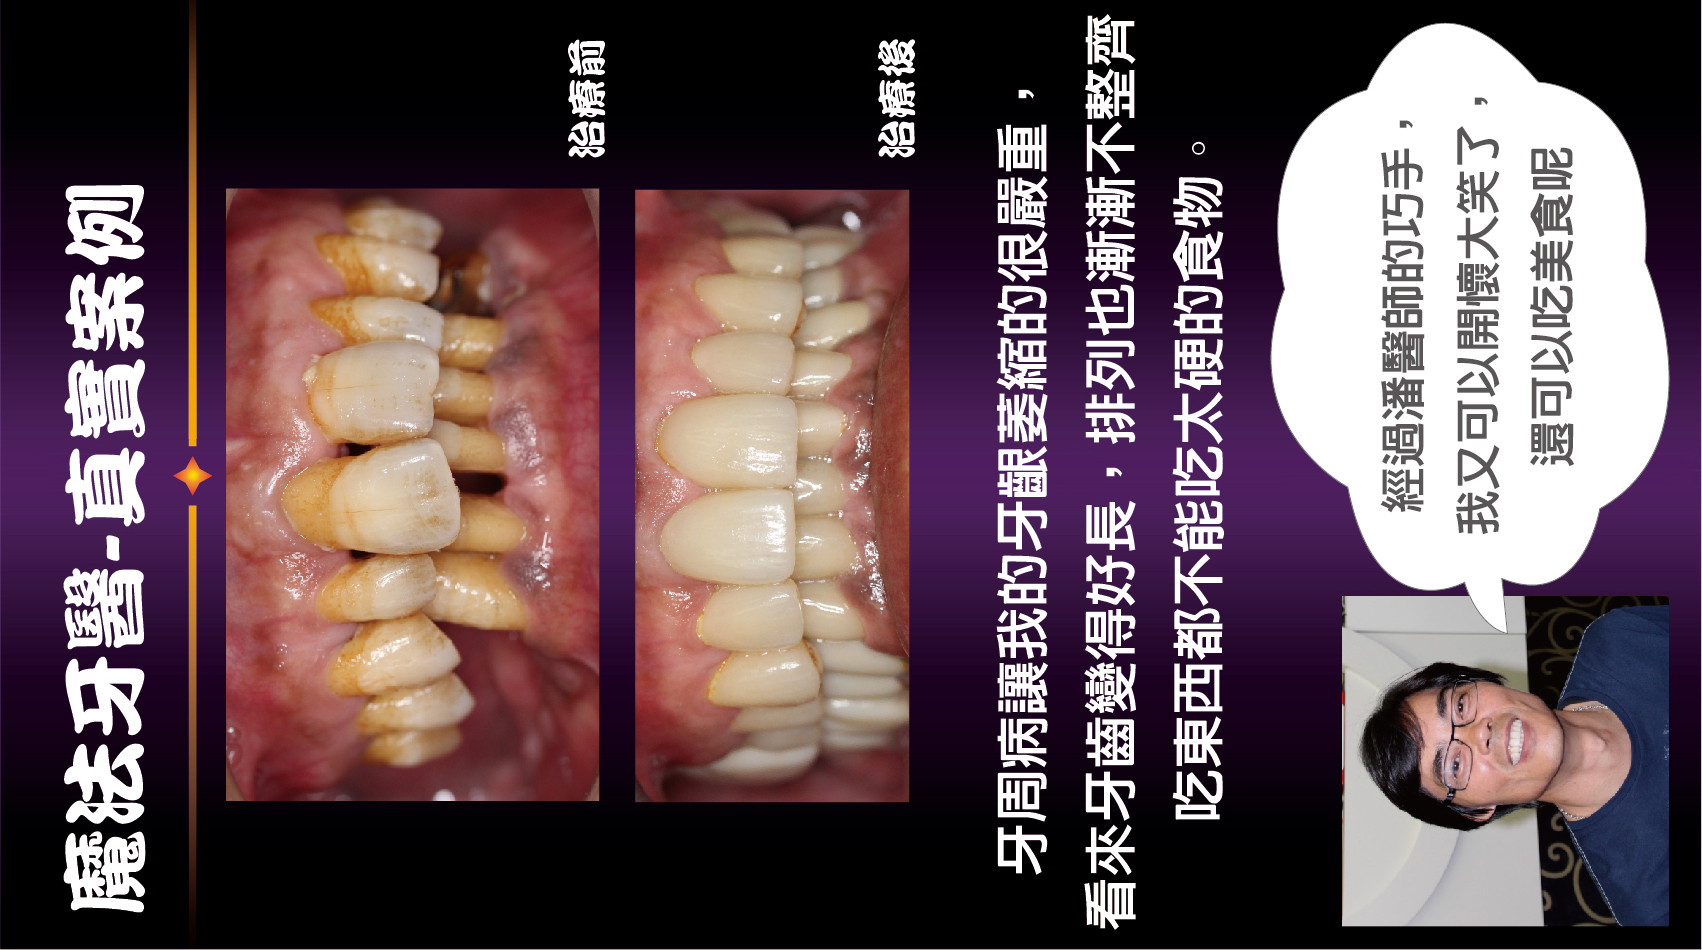 魔法牙醫-真實案例
治療前
治療後
牙周病讓我的牙齦萎縮的很嚴重，
看來牙齒變得好長，排列也漸漸不整齊
吃東西都不能吃太硬的食物。
經過潘醫師的巧手，
我又可以開懷大笑了，
還可以吃美食呢